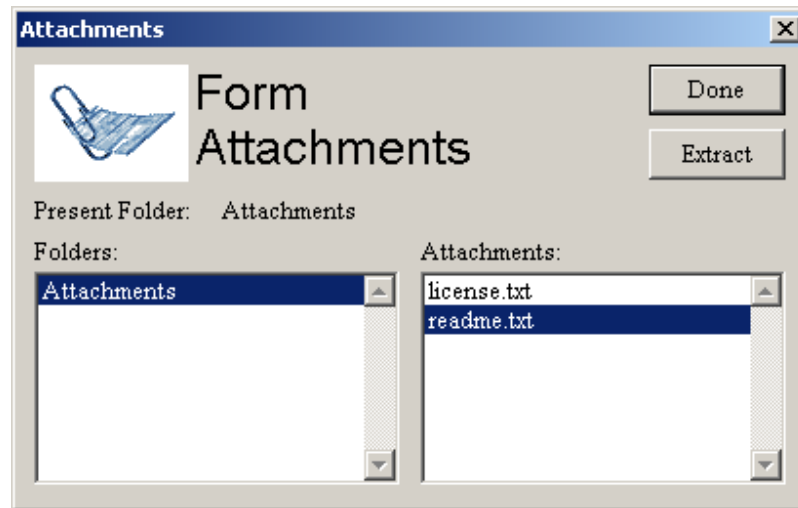 Attachments
Form
Attachments
Done
Extract
Present Folder: Attachments
Folders:
Attachments:
Attachments
license.txt
readme.txt